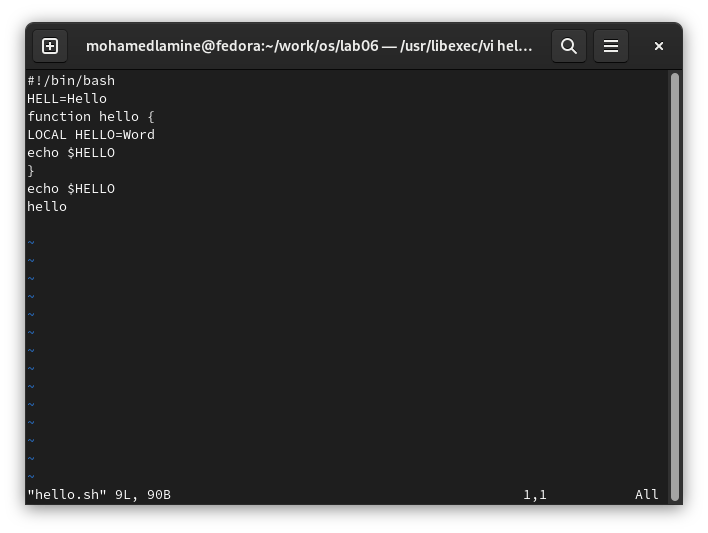 mohamedlamine@fedora:~/work/os/lab06 — /usr/libexec/vi hel...
#!/bin/bash
HELL=Hello
function hello {
LOCAL HELLO=Word
echo $HELLO
}
echo $HELLO
hello
~
~
~
~
~
~
~
~
~
~
~
~
~
~
"hello.sh" 9L, 90B 1,1 All